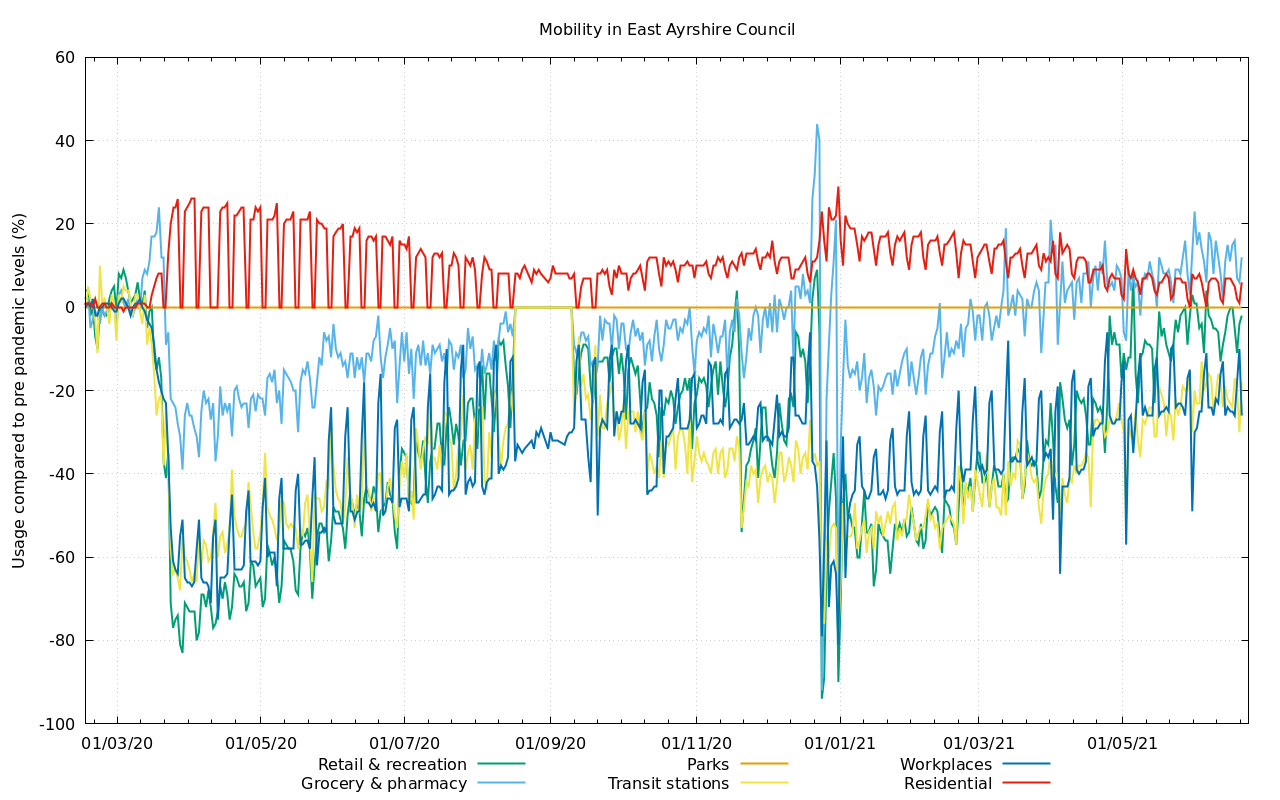 Mobility in East Ayrshire Council
Usage compared to pre pandemic levels (%)
60
40
20
0
-20
-40
-60
-80
-100
01/03/20 01/05/20 01/07/20 01/09/20 01/11/20 01/01/21 01/03/21 01/05/21
Retail & recreation Parks Workplaces
Grocery & pharmacy Transit stations Residential